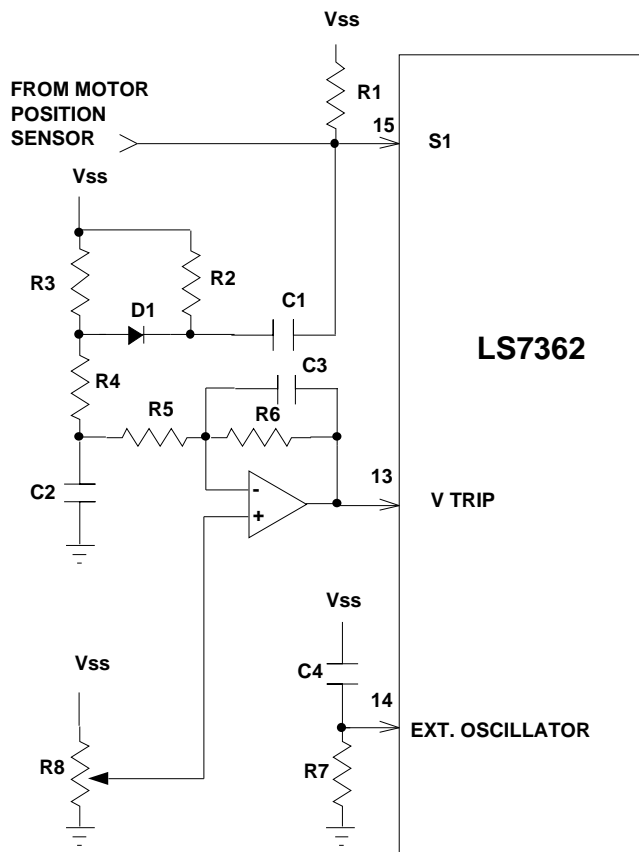 Vss
R1
FROM MOTOR
POSITION
SENSOR
15
S1
Vss
R3
R2
D1
C1
LS7362
C3
R4
R5
R6
C2
-
+
13
V TRIP
Vss
C4
Vss
14
EXT. OSCILLATOR
R8
R7